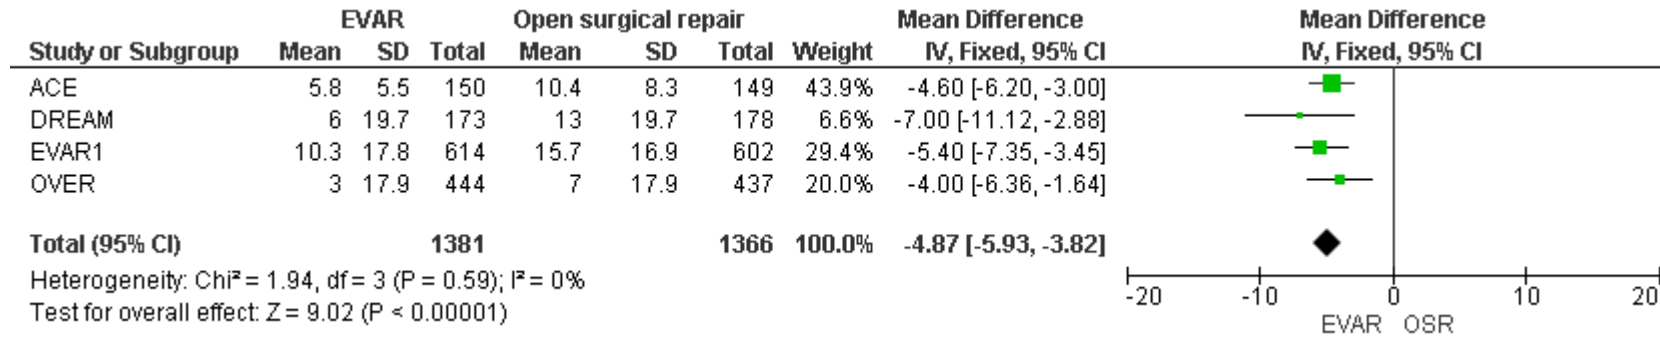 EVAR Open surgical repair Mean Difference Mean Difference
Study or Subgroup Mean SD Total Mean SD Total Weight IV, Fixed, 95% CI IV, Fixed, 95% CI
ACE 5.8 5.5 150 10.4 8.3 149 43.9% -4.60 [-6.20, -3.00]
DREAM 6 19.7 173 13 19.7 178 6.6% -7.00 [-11.12, -2.88]
EVAR1 10.3 17.8 614 15.7 16.9 602 29.4% -5.40 [-7.35, -3.45]
OVER 3 17.9 444 7 17.9 437 20.0% -4.00 [-6.36, -1.64]
Total (95% CI) 1381 1366 100.0% -4.87 [-5.93, -3.82]
Heterogeneity: Chi² = 1.94, df = 3 (P = 0.59); I² = 0%
Test for overall effect: Z = 9.02 (P < 0.00001)
-20 -10 0 10 20
EVAR OSR